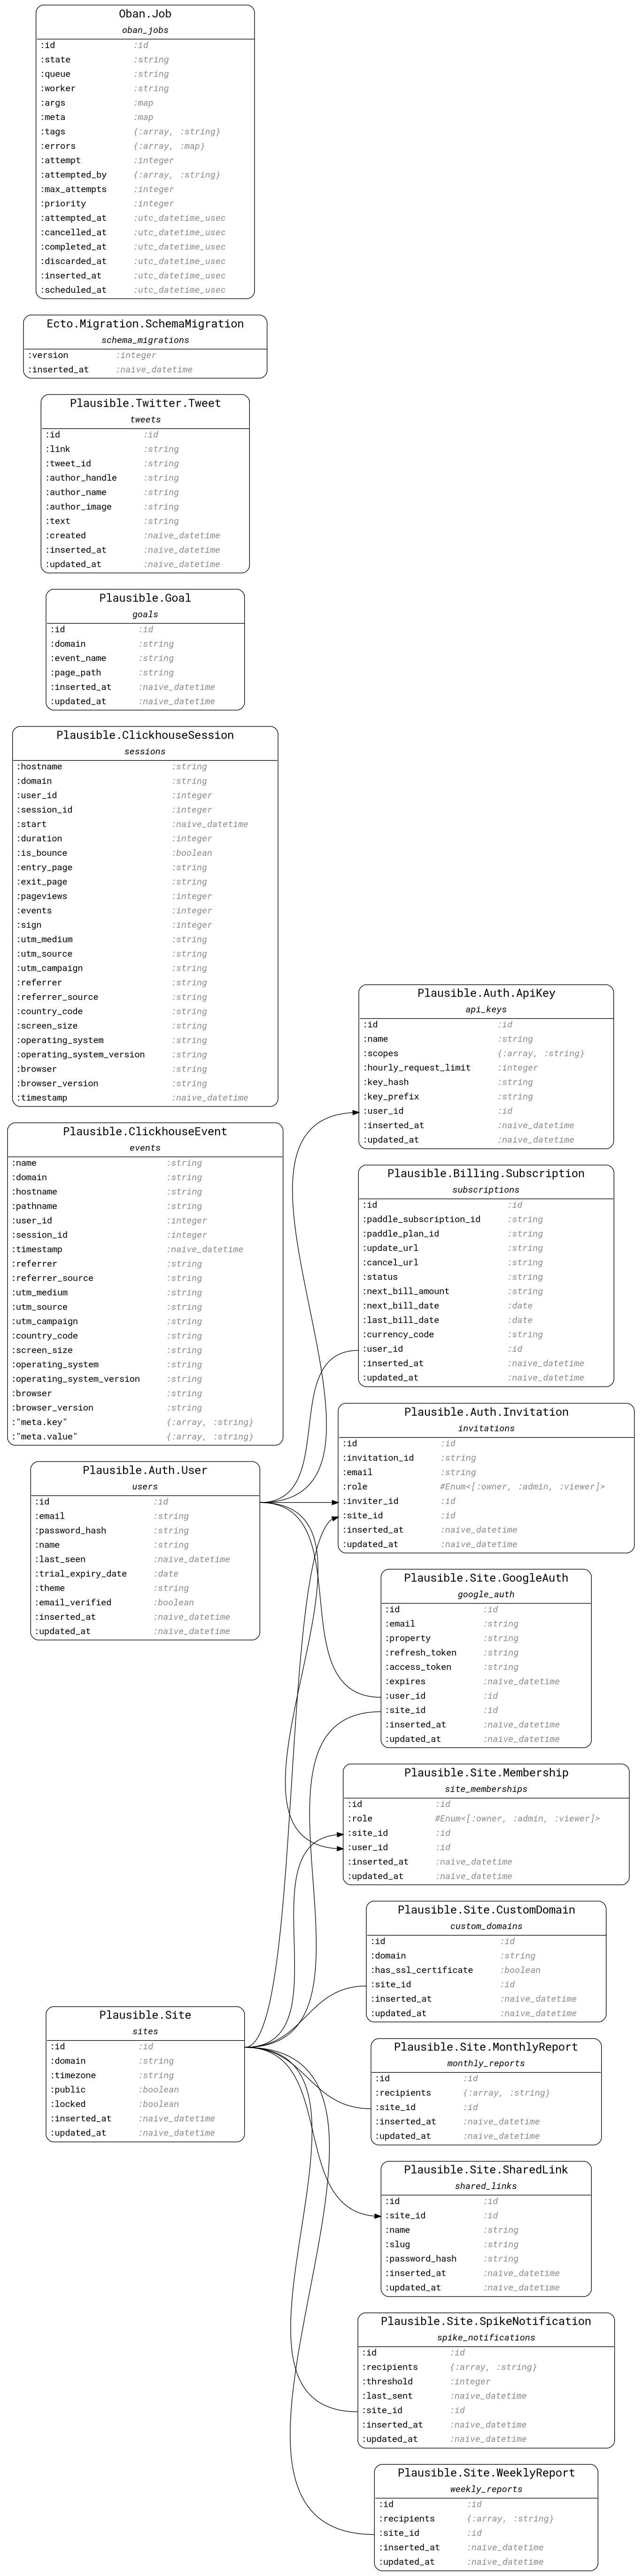 Oban.Job
oban_jobs
:id :id
:state :string
:queue :string
:worker :string
:args :map
:meta :map
:tags {:array, :string}
:errors {:array, :map}
:attempt :integer
:attempted_by {:array, :string}
:max_attempts :integer
:priority :integer
:attempted_at :utc_datetime_usec
:cancelled_at :utc_datetime_usec
:completed_at :utc_datetime_usec
:discarded_at :utc_datetime_usec
:inserted_at :utc_datetime_usec
:scheduled_at :utc_datetime_usec
Ecto.Migration.SchemaMigration
schema_migrations
:version :integer
:inserted_at :naive_datetime
Plausible.Twitter.Tweet
tweets
:id :id
:link :string
:tweet_id :string
:author_handle :string
:author_name :string
:author_image :string
:text :string
:created :naive_datetime
:inserted_at :naive_datetime
:updated_at :naive_datetime
Plausible.Goal
goals
:id :id
:domain :string
:event_name :string
:page_path :string
:inserted_at :naive_datetime
:updated_at :naive_datetime
Plausible.ClickhouseSession
sessions
:hostname :string
:domain :string
:user_id :integer
:session_id :integer
:start :naive_datetime
:duration :integer
:is_bounce :boolean
:entry_page :string
:exit_page :string
:pageviews :integer
:events :integer
:sign :integer
:utm_medium :string
:utm_source :string
:utm_campaign :string
:referrer :string
:referrer_source :string
:country_code :string
:screen_size :string
:operating_system :string
:operating_system_version :string
:browser :string
:browser_version :string
:timestamp :naive_datetime
Plausible.ClickhouseEvent
events
:name :string
:domain :string
:hostname :string
:pathname :string
:user_id :integer
:session_id :integer
:timestamp :naive_datetime
:referrer :string
:referrer_source :string
:utm_medium :string
:utm_source :string
:utm_campaign :string
:country_code :string
:screen_size :string
:operating_system :string
:operating_system_version :string
:browser :string
:browser_version :string
:"meta.key" {:array, :string}
:"meta.value" {:array, :string}
Plausible.Auth.User
users
:id :id
:email :string
:password_hash :string
:name :string
:last_seen :naive_datetime
:trial_expiry_date :date
:theme :string
:email_verified :boolean
:inserted_at :naive_datetime
:updated_at :naive_datetime
Plausible.Site
sites
:id :id
:domain :string
:timezone :string
:public :boolean
:locked :boolean
:inserted_at :naive_datetime
:updated_at :naive_datetime
Plausible.Auth.ApiKey
api_keys
:id :id
:name :string
:scopes {:array, :string}
:hourly_request_limit :integer
:key_hash :string
:key_prefix :string
:user_id :id
:inserted_at :naive_datetime
:updated_at :naive_datetime
Plausible.Billing.Subscription
subscriptions
:id :id
:paddle_subscription_id :string
:paddle_plan_id :string
:update_url :string
:cancel_url :string
:status :string
:next_bill_amount :string
:next_bill_date :date
:last_bill_date :date
:currency_code :string
:user_id :id
:inserted_at :naive_datetime
:updated_at :naive_datetime
Plausible.Auth.Invitation
invitations
:id :id
:invitation_id :string
:email :string
:role #Enum<[:owner, :admin, :viewer]>
:inviter_id :id
:site_id :id
:inserted_at :naive_datetime
:updated_at :naive_datetime
Plausible.Site.GoogleAuth
google_auth
:id :id
:email :string
:property :string
:refresh_token :string
:access_token :string
:expires :naive_datetime
:user_id :id
:site_id :id
:inserted_at :naive_datetime
:updated_at :naive_datetime
Plausible.Site.Membership
site_memberships
:id :id
:role #Enum<[:owner, :admin, :viewer]>
:site_id :id
:user_id :id
:inserted_at :naive_datetime
:updated_at :naive_datetime
Plausible.Site.CustomDomain
custom_domains
:id :id
:domain :string
:has_ssl_certificate :boolean
:site_id :id
:inserted_at :naive_datetime
:updated_at :naive_datetime
Plausible.Site.MonthlyReport
monthly_reports
:id :id
:recipients {:array, :string}
:site_id :id
:inserted_at :naive_datetime
:updated_at :naive_datetime
Plausible.Site.SharedLink
shared_links
:id :id
:site_id :id
:name :string
:slug :string
:password_hash :string
:inserted_at :naive_datetime
:updated_at :naive_datetime
Plausible.Site.SpikeNotification
spike_notifications
:id :id
:recipients {:array, :string}
:threshold :integer
:last_sent :naive_datetime
:site_id :id
:inserted_at :naive_datetime
:updated_at :naive_datetime
Plausible.Site.WeeklyReport
weekly_reports
:id :id
:recipients {:array, :string}
:site_id :id
:inserted_at :naive_datetime
:updated_at :naive_datetime